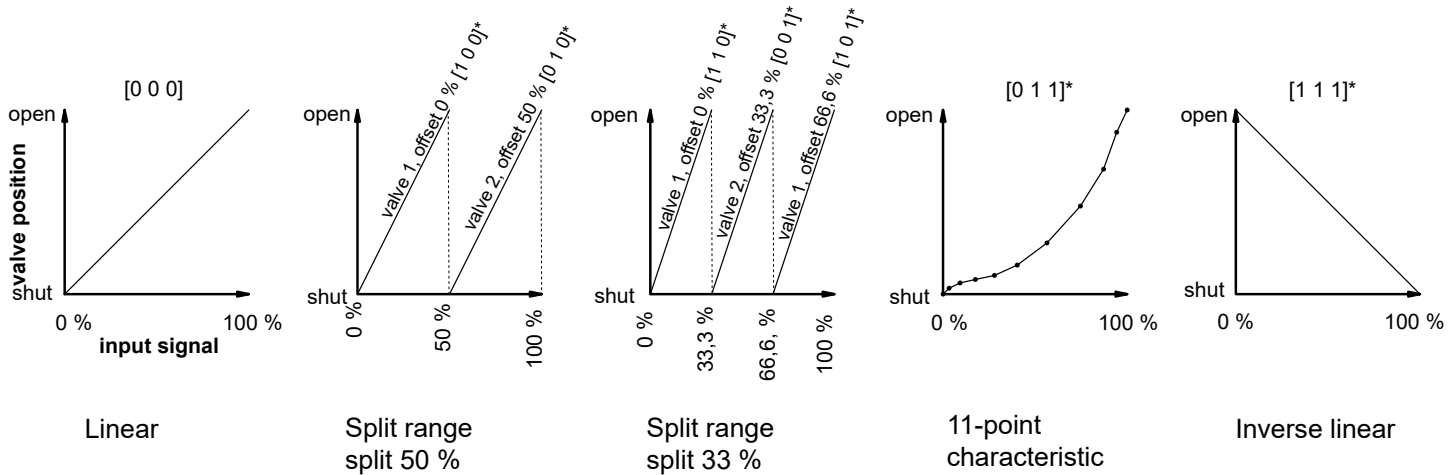 [0 0 0]
open
valve position
shut
0 %
100 %
input signal
Linear
valve 1, offset 0 % [1 0 0]*
valve 2, offset 50 % [0 1 0]*
open
shut
0 %
50 %
100 %
Split range
split 50 %
valve 1, offset 0 % [1 1 0]*
valve 2, offset 33,3 % [0 0 1]*
valve 1, offset 66,6 % [1 0 1]*
open
shut
0 %
33,3 %
66,6, %
100 %
Split range
split 33 %
[0 1 1]*
open
shut
0 %
100 %
11-point
characteristic
[1 1 1]*
open
shut
0 %
100 %
Inverse linear